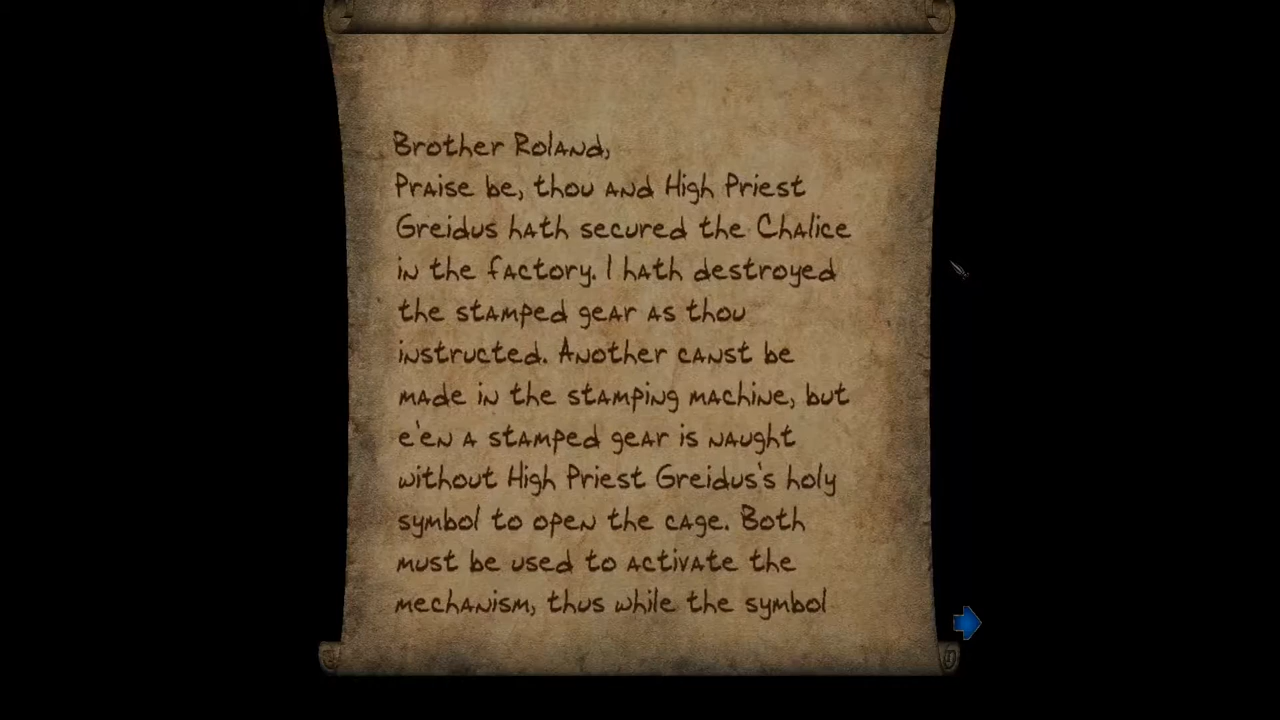 Brother Roland,
Praise be, thou and High Priest
Greidus hath secured the Chalice
in the factory. I hath destroyed
the stamped gear as thou
instructed. Another canst be
made in the stamping machine, but
e'en a stamped gear is naught
without High Priest Greidus's holy
symbol to open the cage. Both
must be used to activate the
mechanism, thus while the symbol